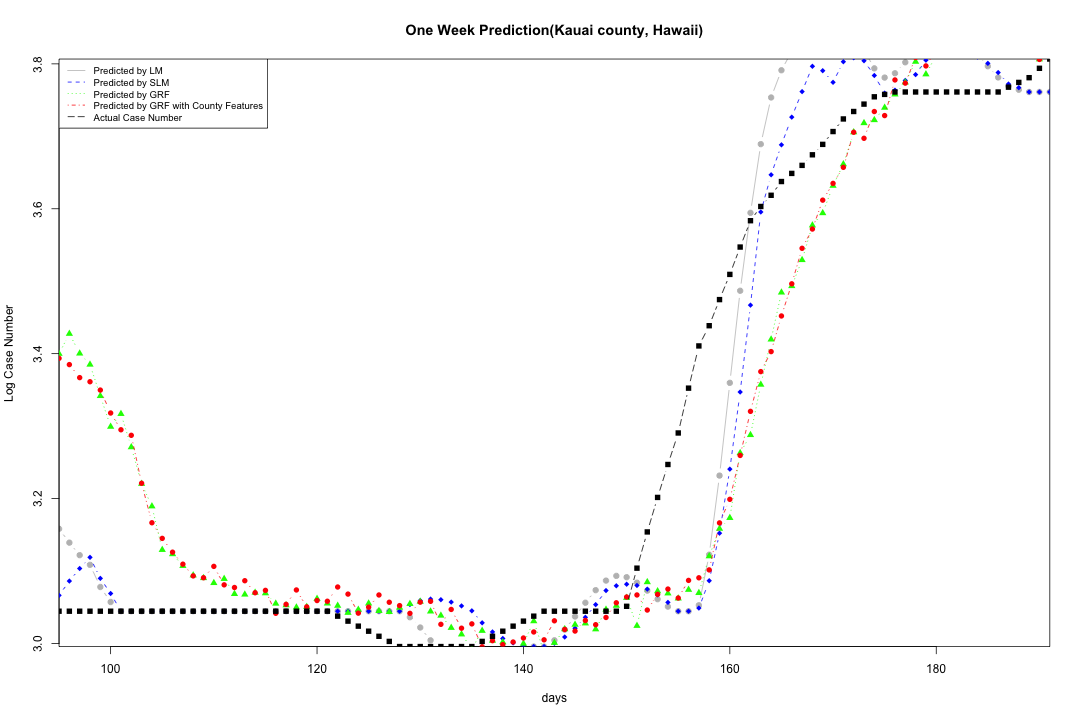 One Week Prediction(Kauai county, Hawaii)
Predicted by LM
Predicted by SLM
Predicted by GRF
Predicted by GRF with County Features
Actual Case Number
Log Case Number
3.8
3.6
3.4
3.2
3.0
100 120 140 160 180
days